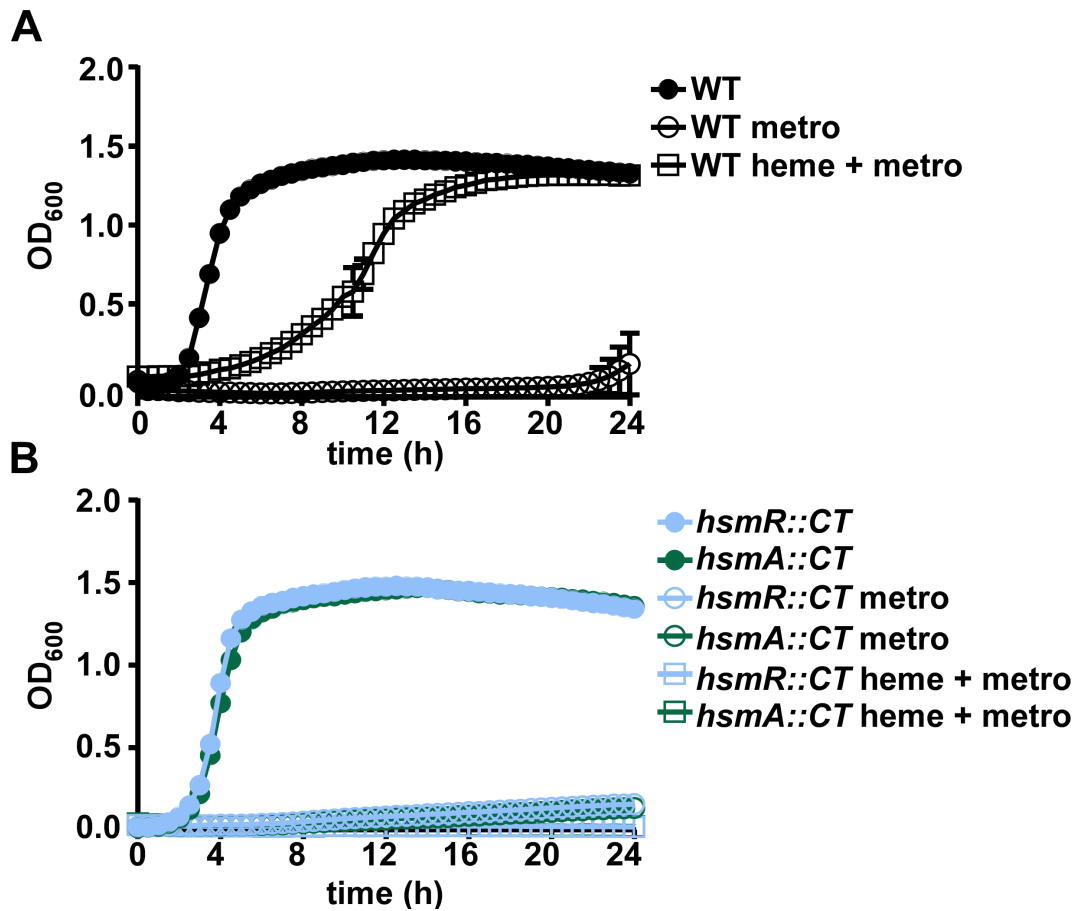 A
2.0
1.5
1.0
0.5
0.0
OD600
0 4 8 12 16 20 24
time (h)
WT
WT metro
WT heme + metro
B
2.0
1.5
1.0
0.5
0.0
OD600
0 4 8 12 16 20 24
time (h)
hsmR::CT
hsmA::CT
hsmR::CT metro
hsmA::CT metro
hsmR::CT heme + metro
hsmA::CT heme + metro